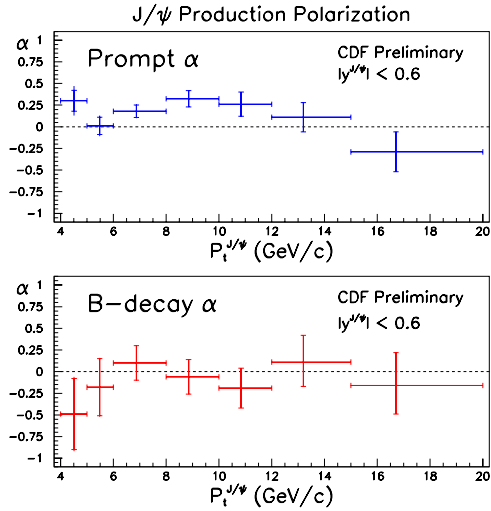 J/ψ Production Polarization
α
1
0.75
0.5
0.25
0
−0.25
−0.5
−0.75
−1
Prompt α
CDF Preliminary
|y^J/ψ| < 0.6
4 6 8 10 12 14 16 18 20
P_t^J/ψ (GeV/c)
α
1
0.75
0.5
0.25
0
−0.25
−0.5
−0.75
−1
B−decay α
CDF Preliminary
|y^J/ψ| < 0.6
4 6 8 10 12 14 16 18 20
P_t^J/ψ (GeV/c)